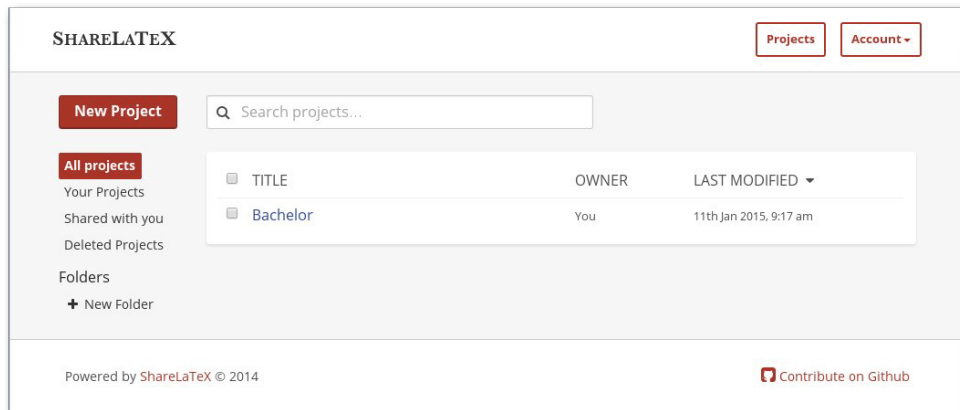 SHARELATEX
Projects
Account
New Project
Search projects...
All projects
Your Projects
Shared with you
Deleted Projects
Folders
New Folder
TITLE OWNER LAST MODIFIED
Bachelor You 11th Jan 2015, 9:17 am
Powered by ShareLaTeX © 2014
Contribute on Github